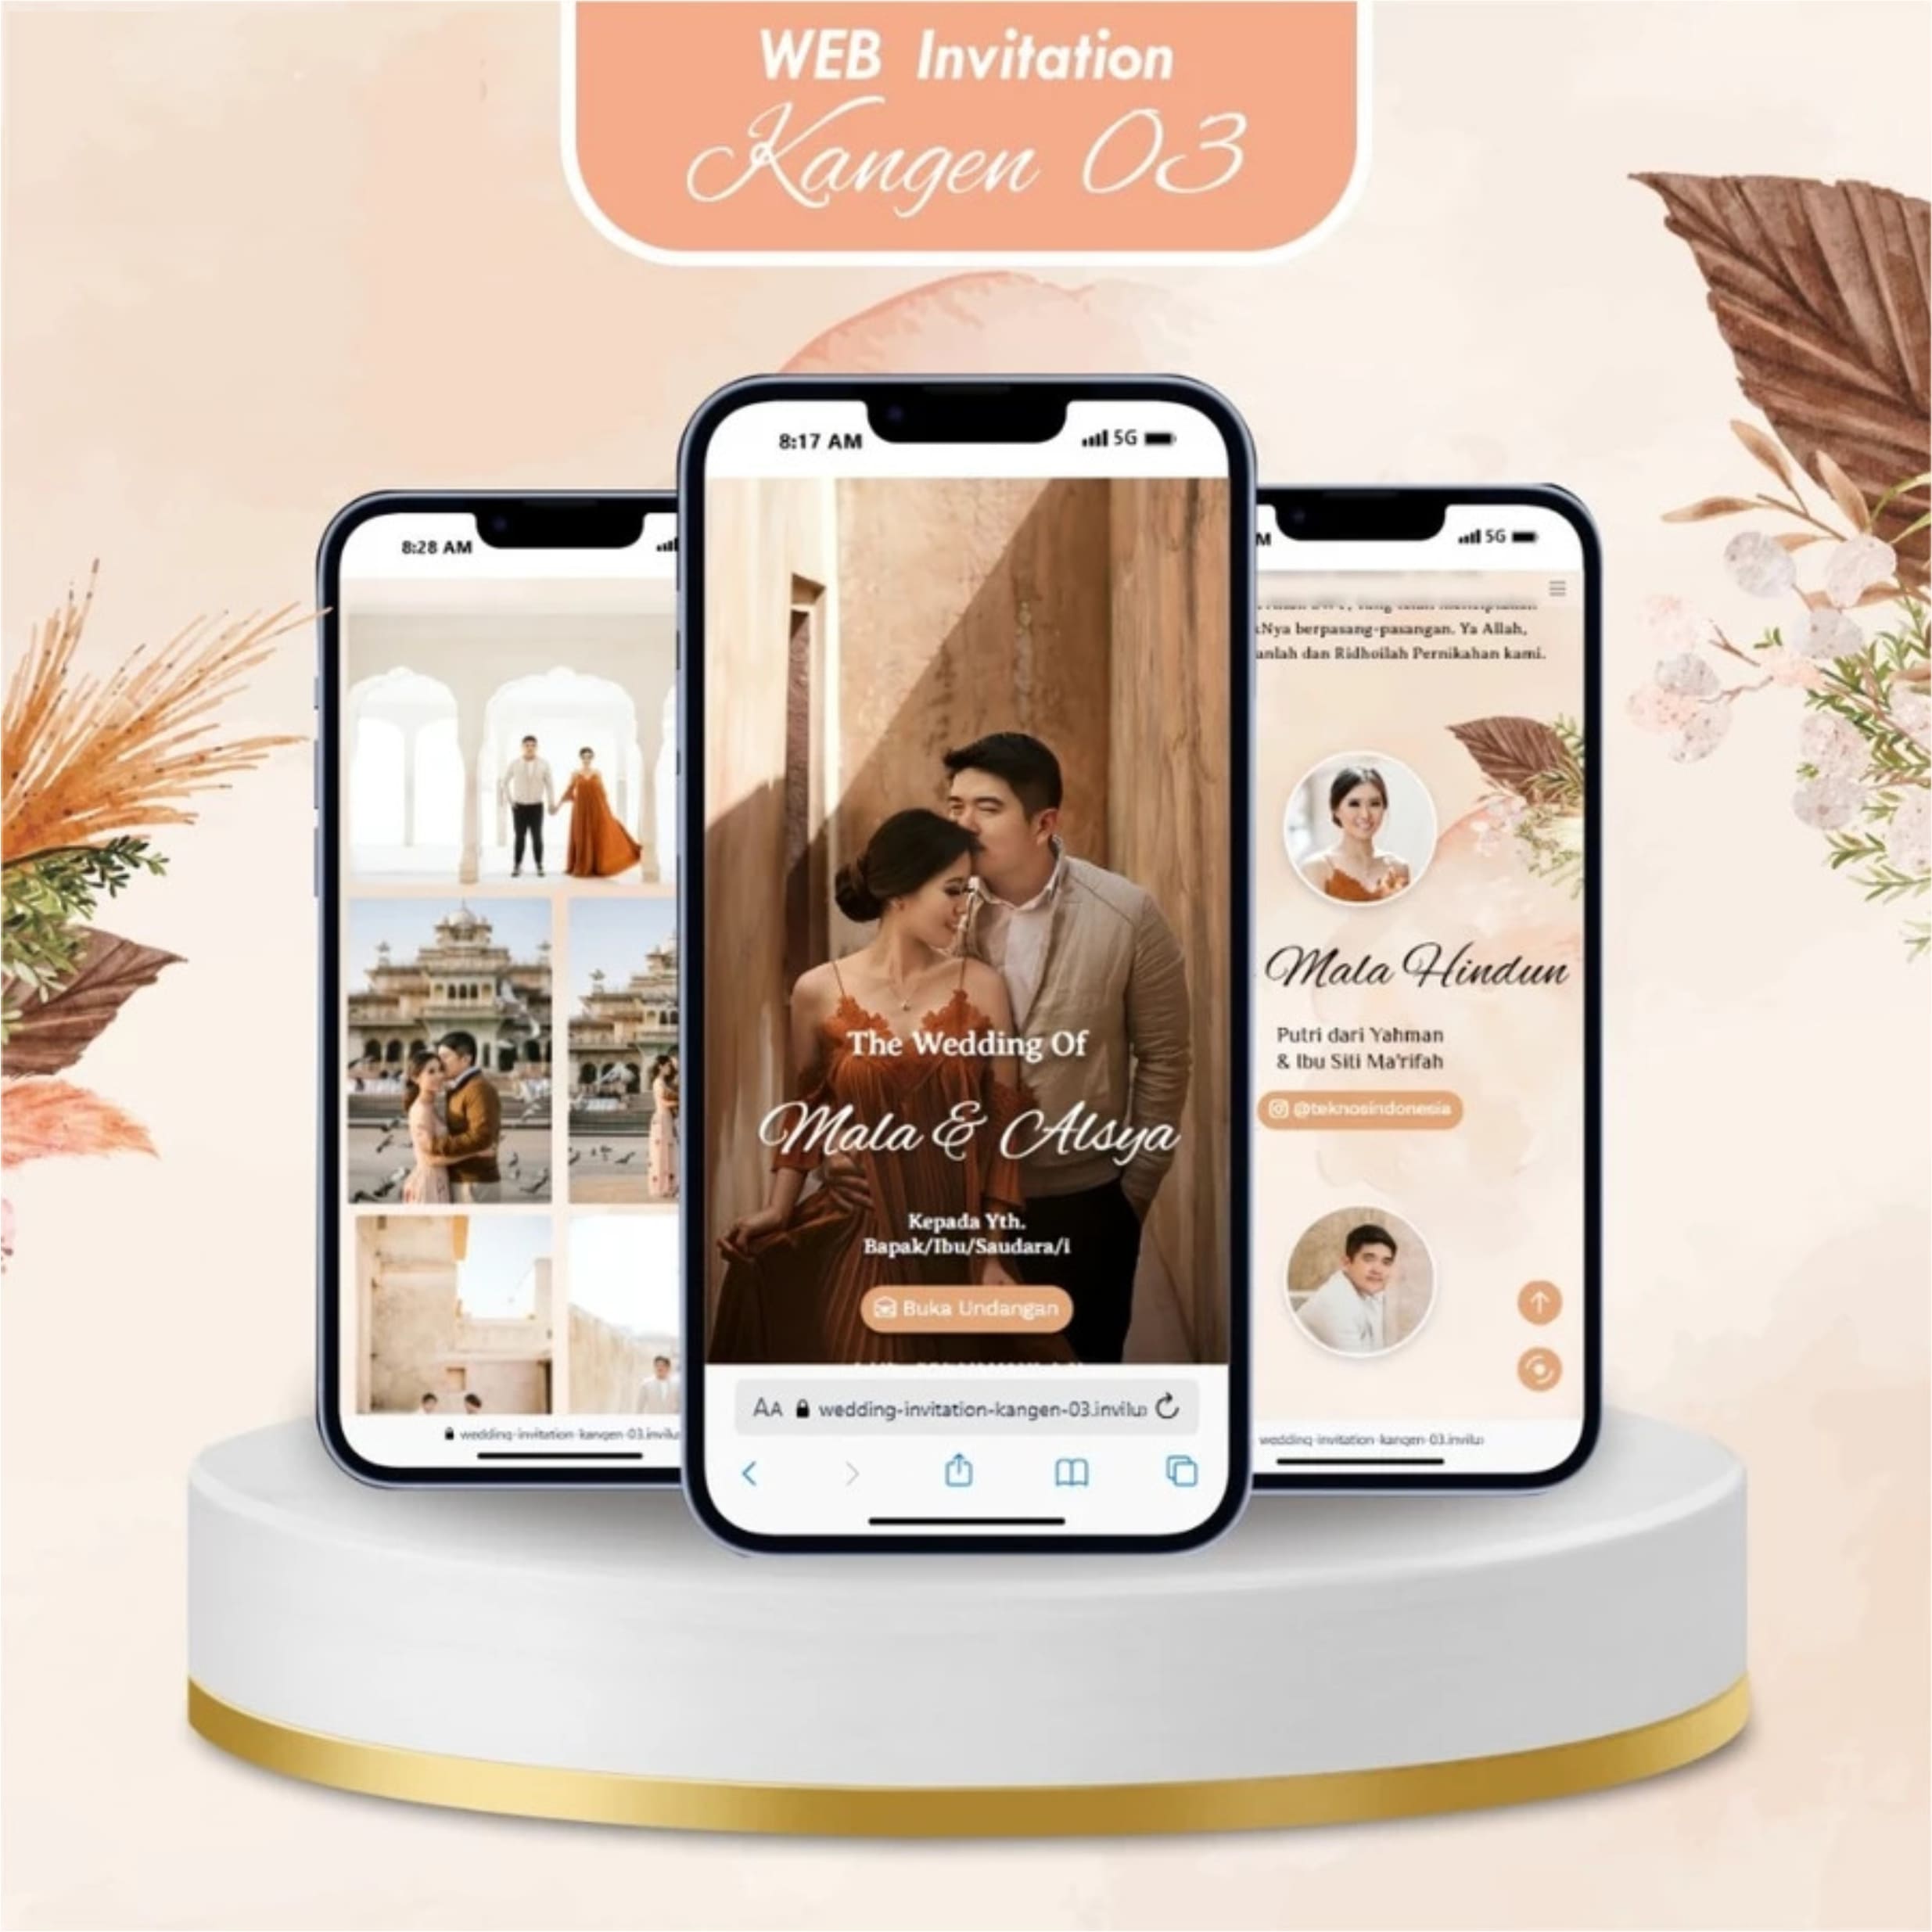 WEB Invitation
Kangen 03
8:28 AM
wedding-invitation-kangen-03.invilu
8:17 AM
5G
The Wedding Of
Mala & Alsya
Kepada Yth.
Bapak/Ibu/Saudara/i
Buka Undangan
AA wedding-invitation-kangen-03.invilu
M
5G
Nya berpasang-pasangan. Ya Allah,
anlah dan Ridhoilah Pernikahan kami.
Mala Hindun
Putri dari Yahman
& Ibu Siti Ma'rifah
@teknosindonesia
wedding-invitation-kangen-03.invilu